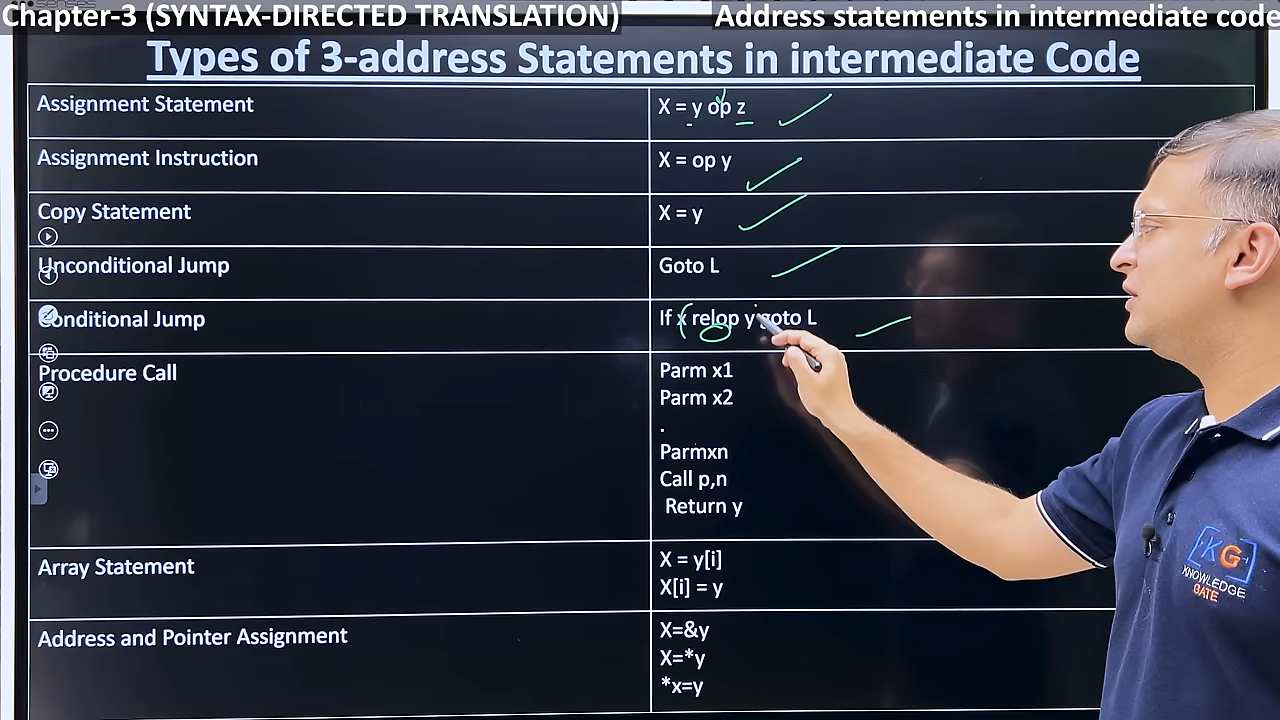 Chapter-3 (SYNTAX-DIRECTED TRANSLATION) Address statements in intermediate code
Types of 3-address Statements in intermediate Code
Assignment Statement X = y op z
Assignment Instruction X = op y
Copy Statement X = y
Unconditional Jump Goto L
Conditional Jump If x relop y goto L
Procedure Call Parm x1
Parm x2
.
Parmxn
Call p,n
Return y
Array Statement X = y[i]
X[i] = y
Address and Pointer Assignment X=&y
X=*y
*x=y
KG
KNOWLEDGE
GATE